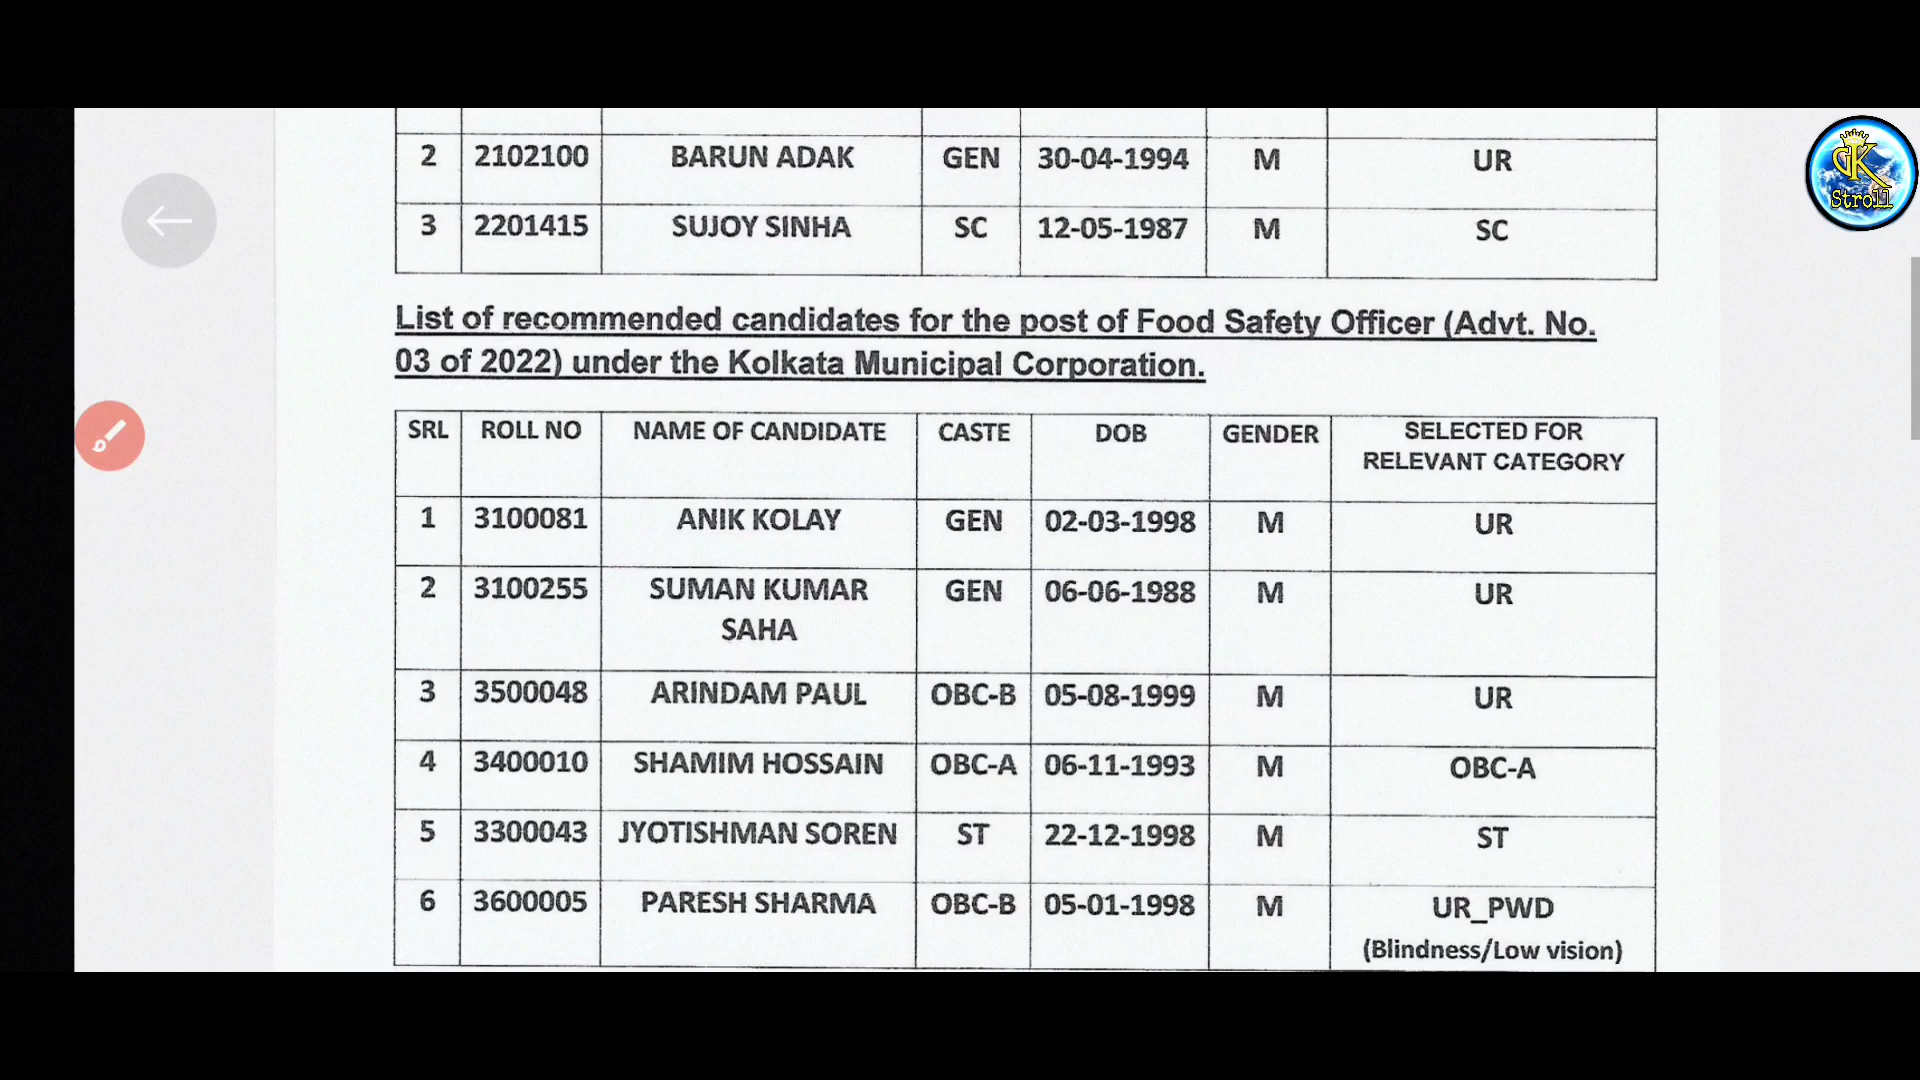 2 2102100 BARUN ADAK GEN 30-04-1994 M UR
3 2201415 SUJOY SINHA SC 12-05-1987 M SC
List of recommended candidates for the post of Food Safety Officer (Advt. No.
03 of 2022) under the Kolkata Municipal Corporation.
SRL ROLL NO NAME OF CANDIDATE CASTE DOB GENDER SELECTED FOR
RELEVANT CATEGORY
1 3100081 ANIK KOLAY GEN 02-03-1998 M UR
2 3100255 SUMAN KUMAR GEN 06-06-1988 M UR
SAHA
3 3500048 ARINDAM PAUL OBC-B 05-08-1999 M UR
4 3400010 SHAMIM HOSSAIN OBC-A 06-11-1993 M OBC-A
5 3300043 JYOTISHMAN SOREN ST 22-12-1998 M ST
6 3600005 PARESH SHARMA OBC-B 05-01-1998 M UR_PWD
(Blindness/Low vision)
GK
Stroll